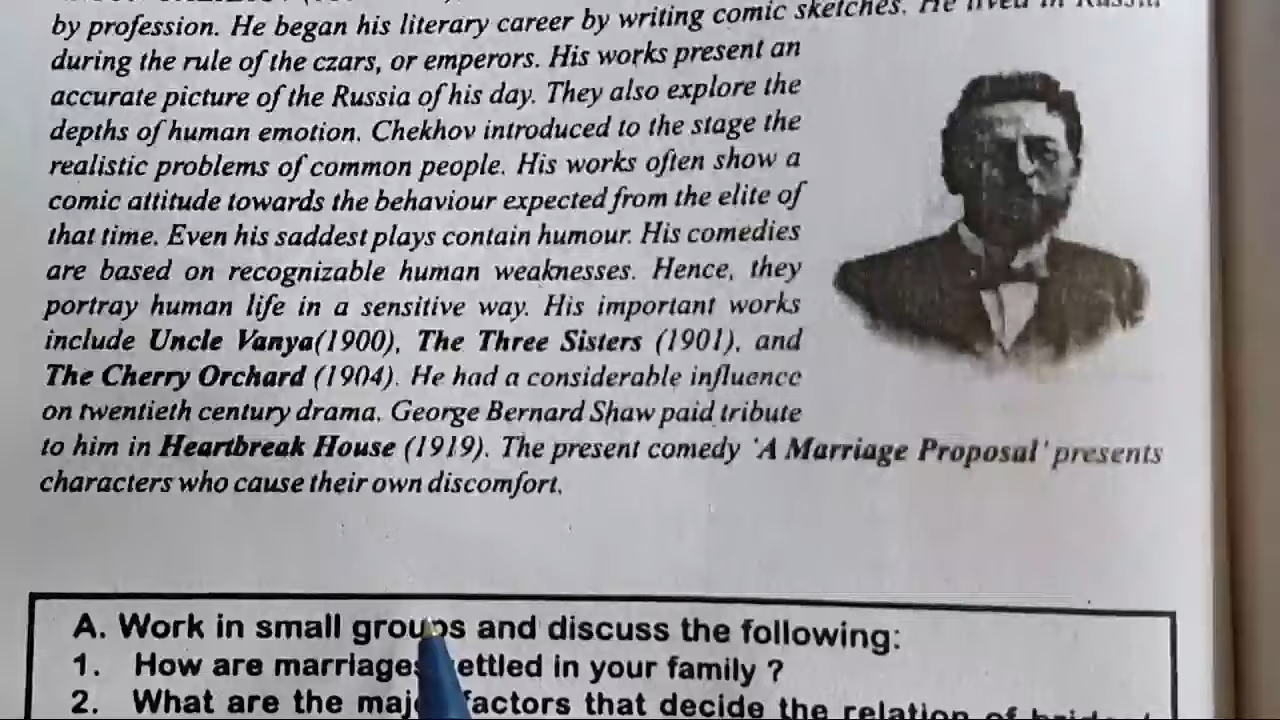 by profession. He began his literary career by writing comic sketches. He lived in
during the rule of the czars, or emperors. His works present an
accurate picture of the Russia of his day. They also explore the
depths of human emotion. Chekhov introduced to the stage the
realistic problems of common people. His works often show a
comic attitude towards the behaviour expected from the elite of
that time. Even his saddest plays contain humour. His comedies
are based on recognizable human weaknesses. Hence, they
portray human life in a sensitive way. His important works
include Uncle Vanya(1900), The Three Sisters (1901), and
The Cherry Orchard (1904). He had a considerable influence
on twentieth century drama. George Bernard Shaw paid tribute
to him in Heartbreak House (1919). The present comedy 'A Marriage Proposal' presents
characters who cause their own discomfort.
A. Work in small groups and discuss the following:
1. How are marriages settled in your family ?
2. What are the major factors that decide the relation of